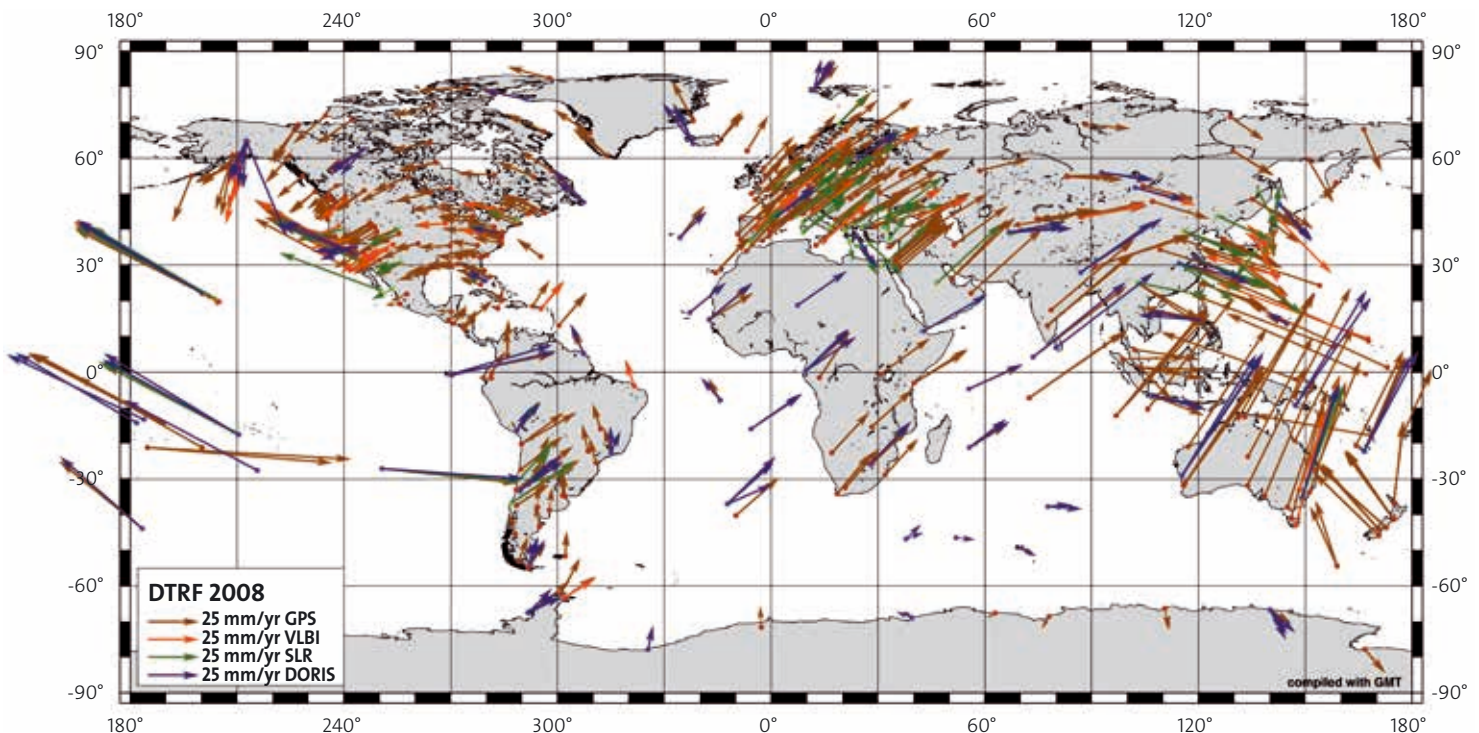 180° 240° 300° 0° 60° 120° 180°
90° 90°
60° 60°
30° 30°
0° 0°
-30° -30°
-60° -60°
-90° -90°
DTRF 2008
25 mm/yr GPS
25 mm/yr VLBI
25 mm/yr SLR
25 mm/yr DORIS
compiled with GMT
180° 240° 300° 0° 60° 120° 180°